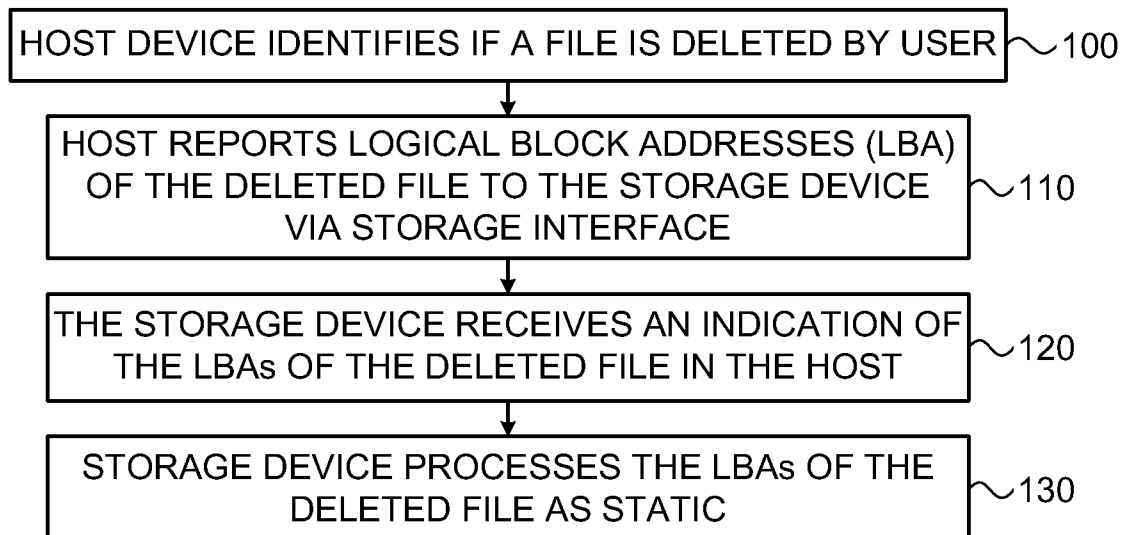 HOST DEVICE IDENTIFIES IF A FILE IS DELETED BY USER
100
HOST REPORTS LOGICAL BLOCK ADDRESSES (LBA)
OF THE DELETED FILE TO THE STORAGE DEVICE
VIA STORAGE INTERFACE
110
THE STORAGE DEVICE RECEIVES AN INDICATION OF
THE LBAs OF THE DELETED FILE IN THE HOST
120
STORAGE DEVICE PROCESSES THE LBAs OF THE
DELETED FILE AS STATIC
130